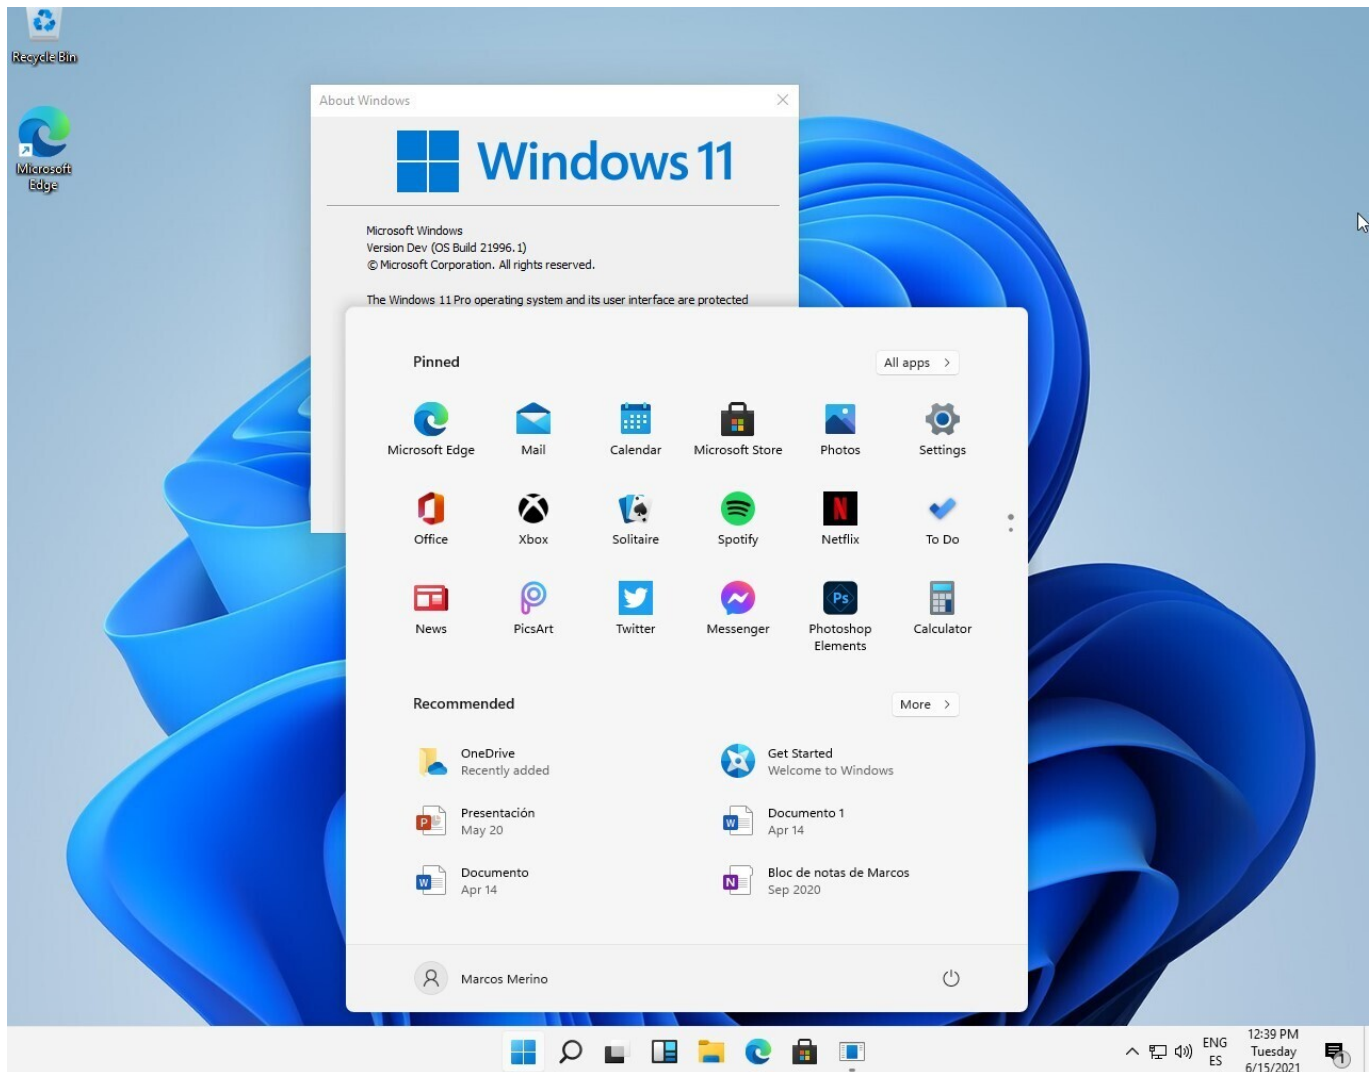 Recycle Bin
Microsoft
Edge
About Windows
Windows 11
Microsoft Windows
Version Dev (OS Build 21996.1)
© Microsoft Corporation. All rights reserved.
The Windows 11 Pro operating system and its user interface are protected
Pinned
All apps
Microsoft Edge
Mail
Calendar
Microsoft Store
Photos
Settings
Office
Xbox
Solitaire
Spotify
N
Netflix
To Do
News
PicsArt
Twitter
Messenger
Ps
Photoshop
Elements
Calculator
Recommended
More
OneDrive
Recently added
Get Started
Welcome to Windows
P
Presentación
May 20
W
Documento 1
Apr 14
W
Documento
Apr 14
N
Bloc de notas de Marcos
Sep 2020
Marcos Merino
ENG
ES
12:39 PM
Tuesday
6/15/2021
1